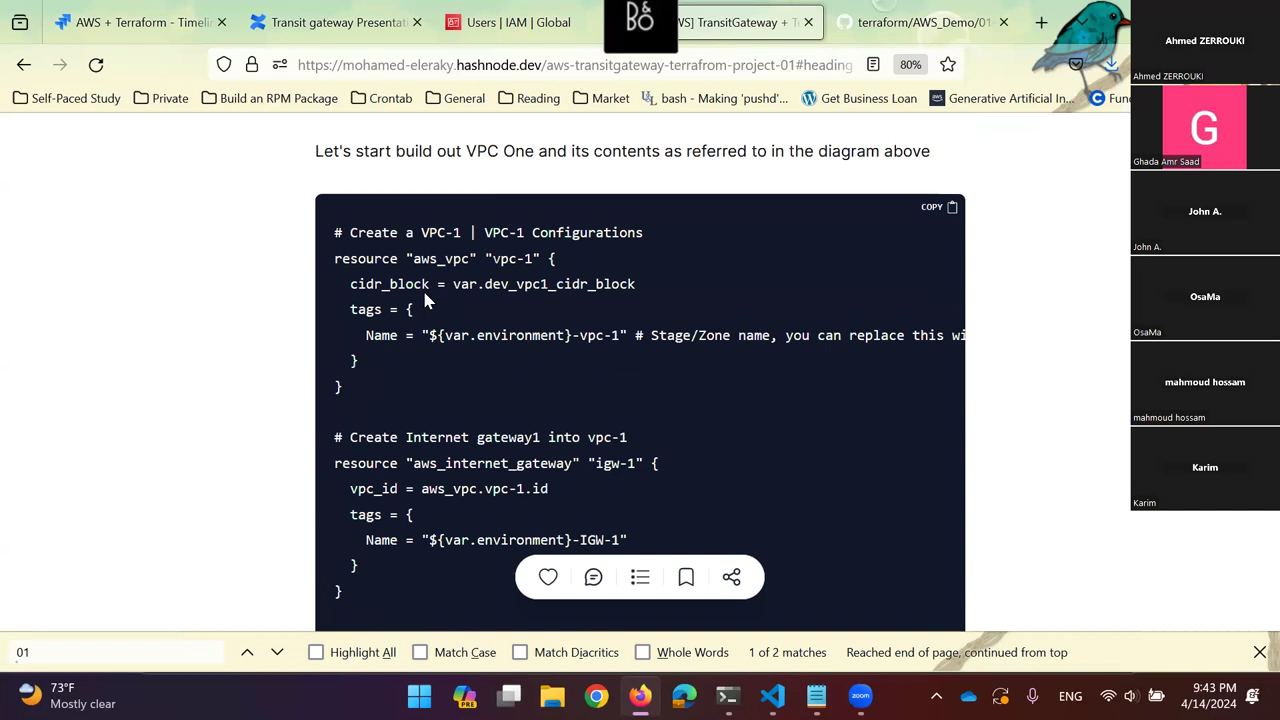 AWS + Terraform - Timelin
Transit gateway Presentati
Users | IAM | Global
B&BO
WS] TransitGateway + Te
terraform/AWS_Demo/01-
https://mohamed-eleraky.hashnode.dev/aws-transitgateway-terrafrom-project-01#heading
80%
Self-Paced Study
Private
Build an RPM Package
Crontab
General
Reading
Market
bash - Making 'pushd'...
Get Business Loan
Generative Artificial In...
Fun
Let's start build out VPC One and its contents as referred to in the diagram above
COPY
# Create a VPC-1 | VPC-1 Configurations
resource "aws_vpc" "vpc-1" {
cidr_block = var.dev_vpc1_cidr_block
tags = {
Name = "${var.environment}-vpc-1" # Stage/Zone name, you can replace this wi
}
}
# Create Internet gateway1 into vpc-1
resource "aws_internet_gateway" "igw-1" {
vpc_id = aws_vpc.vpc-1.id
tags = {
Name = "${var.environment}-IGW-1"
}
}
Ahmed ZERROUKI
Ahmed ZERROUKI
G
Ghada Amr Saad
John A.
John A.
OsaMa
OsaMa
mahmoud hossam
mahmoud hossam
Karim
Karim
01
Highlight All
Match Case
Match Diacritics
Whole Words
1 of 2 matches
Reached end of page, continued from top
73°F
Mostly clear
PRE
zoom
ENG
9:43 PM
4/14/2024